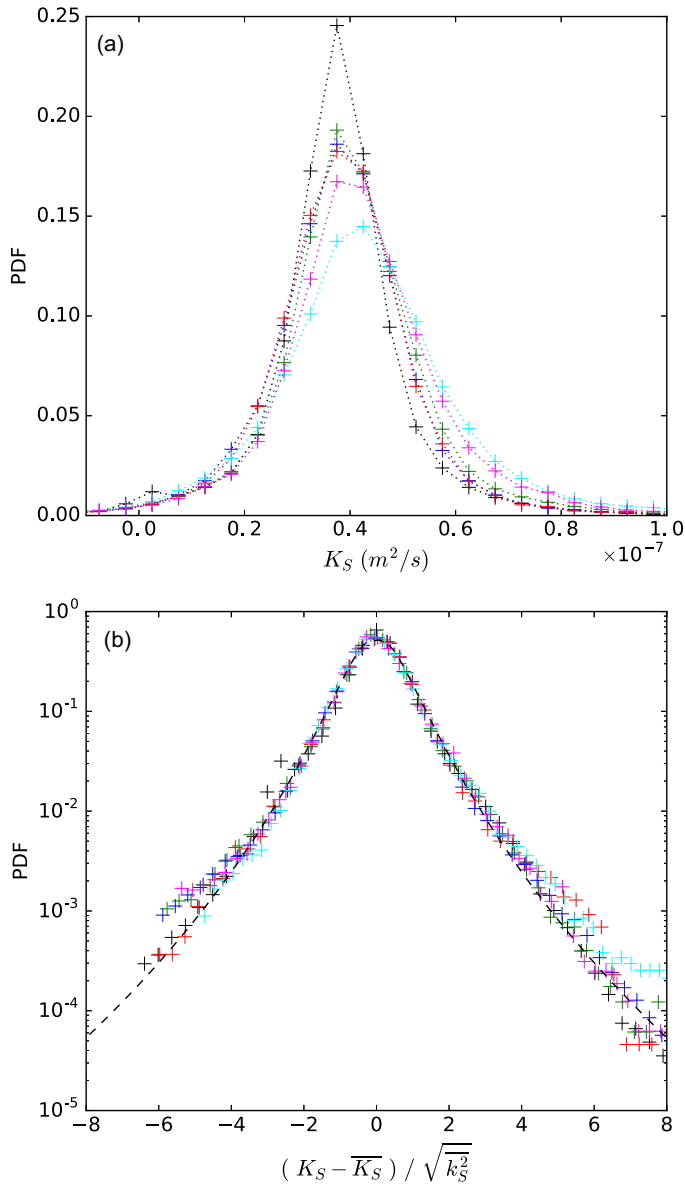 (a)
0.25
0.20
0.15
0.10
0.05
0.00
PDF
0.0 0.2 0.4 0.6 0.8 1.0
K_S (m^2/s)
×10^{-7}
(b)
10^0
10^{-1}
10^{-2}
10^{-3}
10^{-4}
10^{-5}
PDF
−8 −6 −4 −2 0 2 4 6 8
( K_S − \overline{K_S} ) / \sqrt{\overline{k_S^2}}